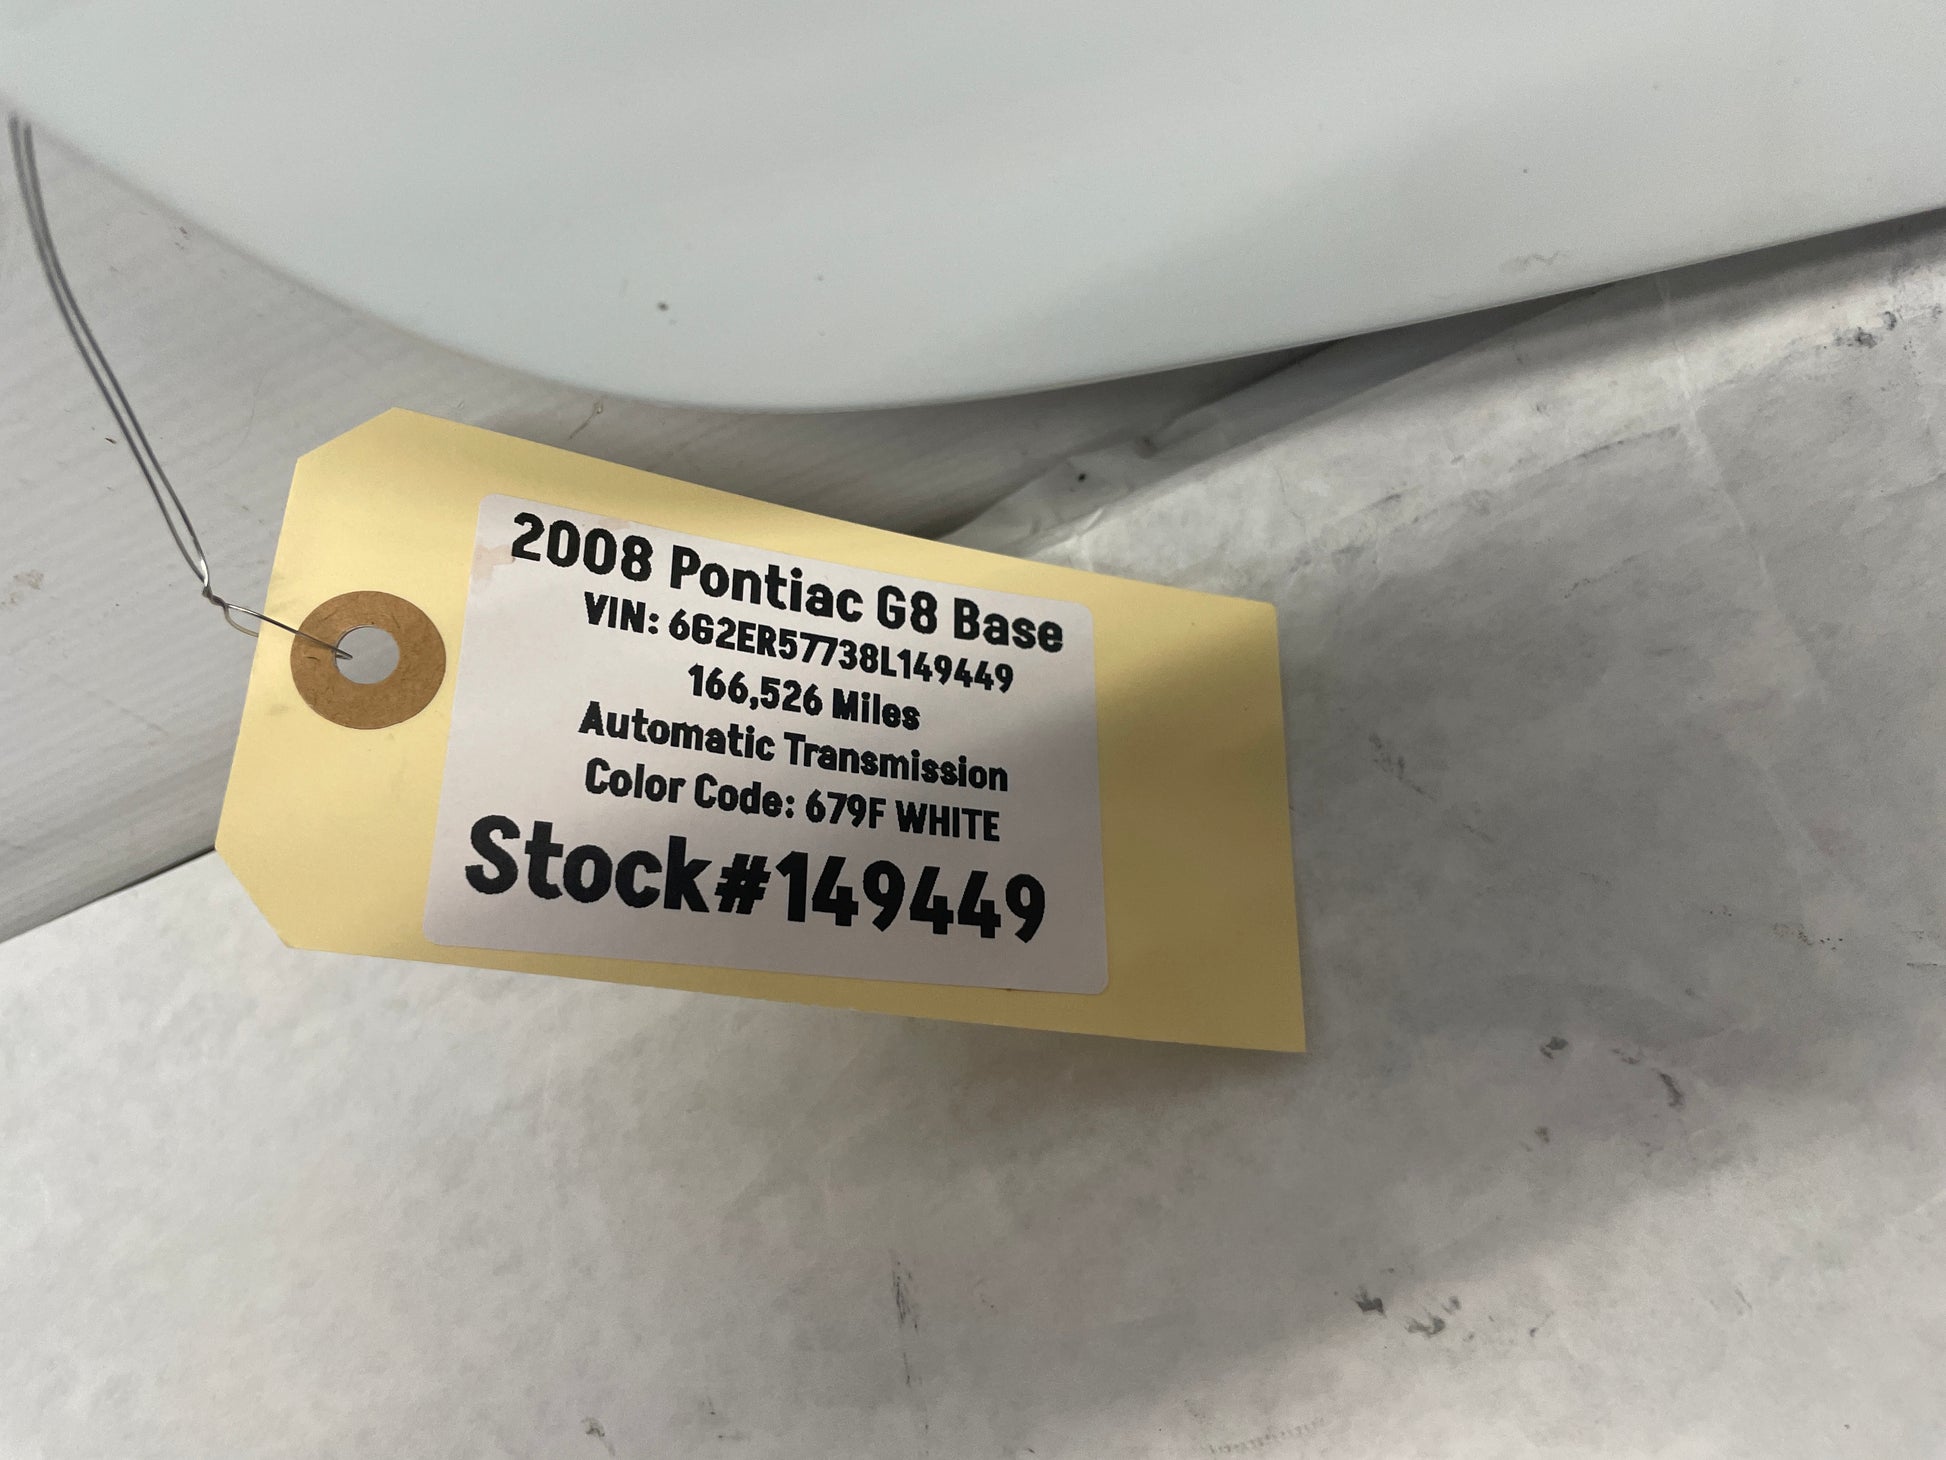 2008 Pontiac G8 Base
VIN: 6G2ER57738L149449
166,526 Miles
Automatic Transmission
Color Code: 679F WHITE
Stock#149449